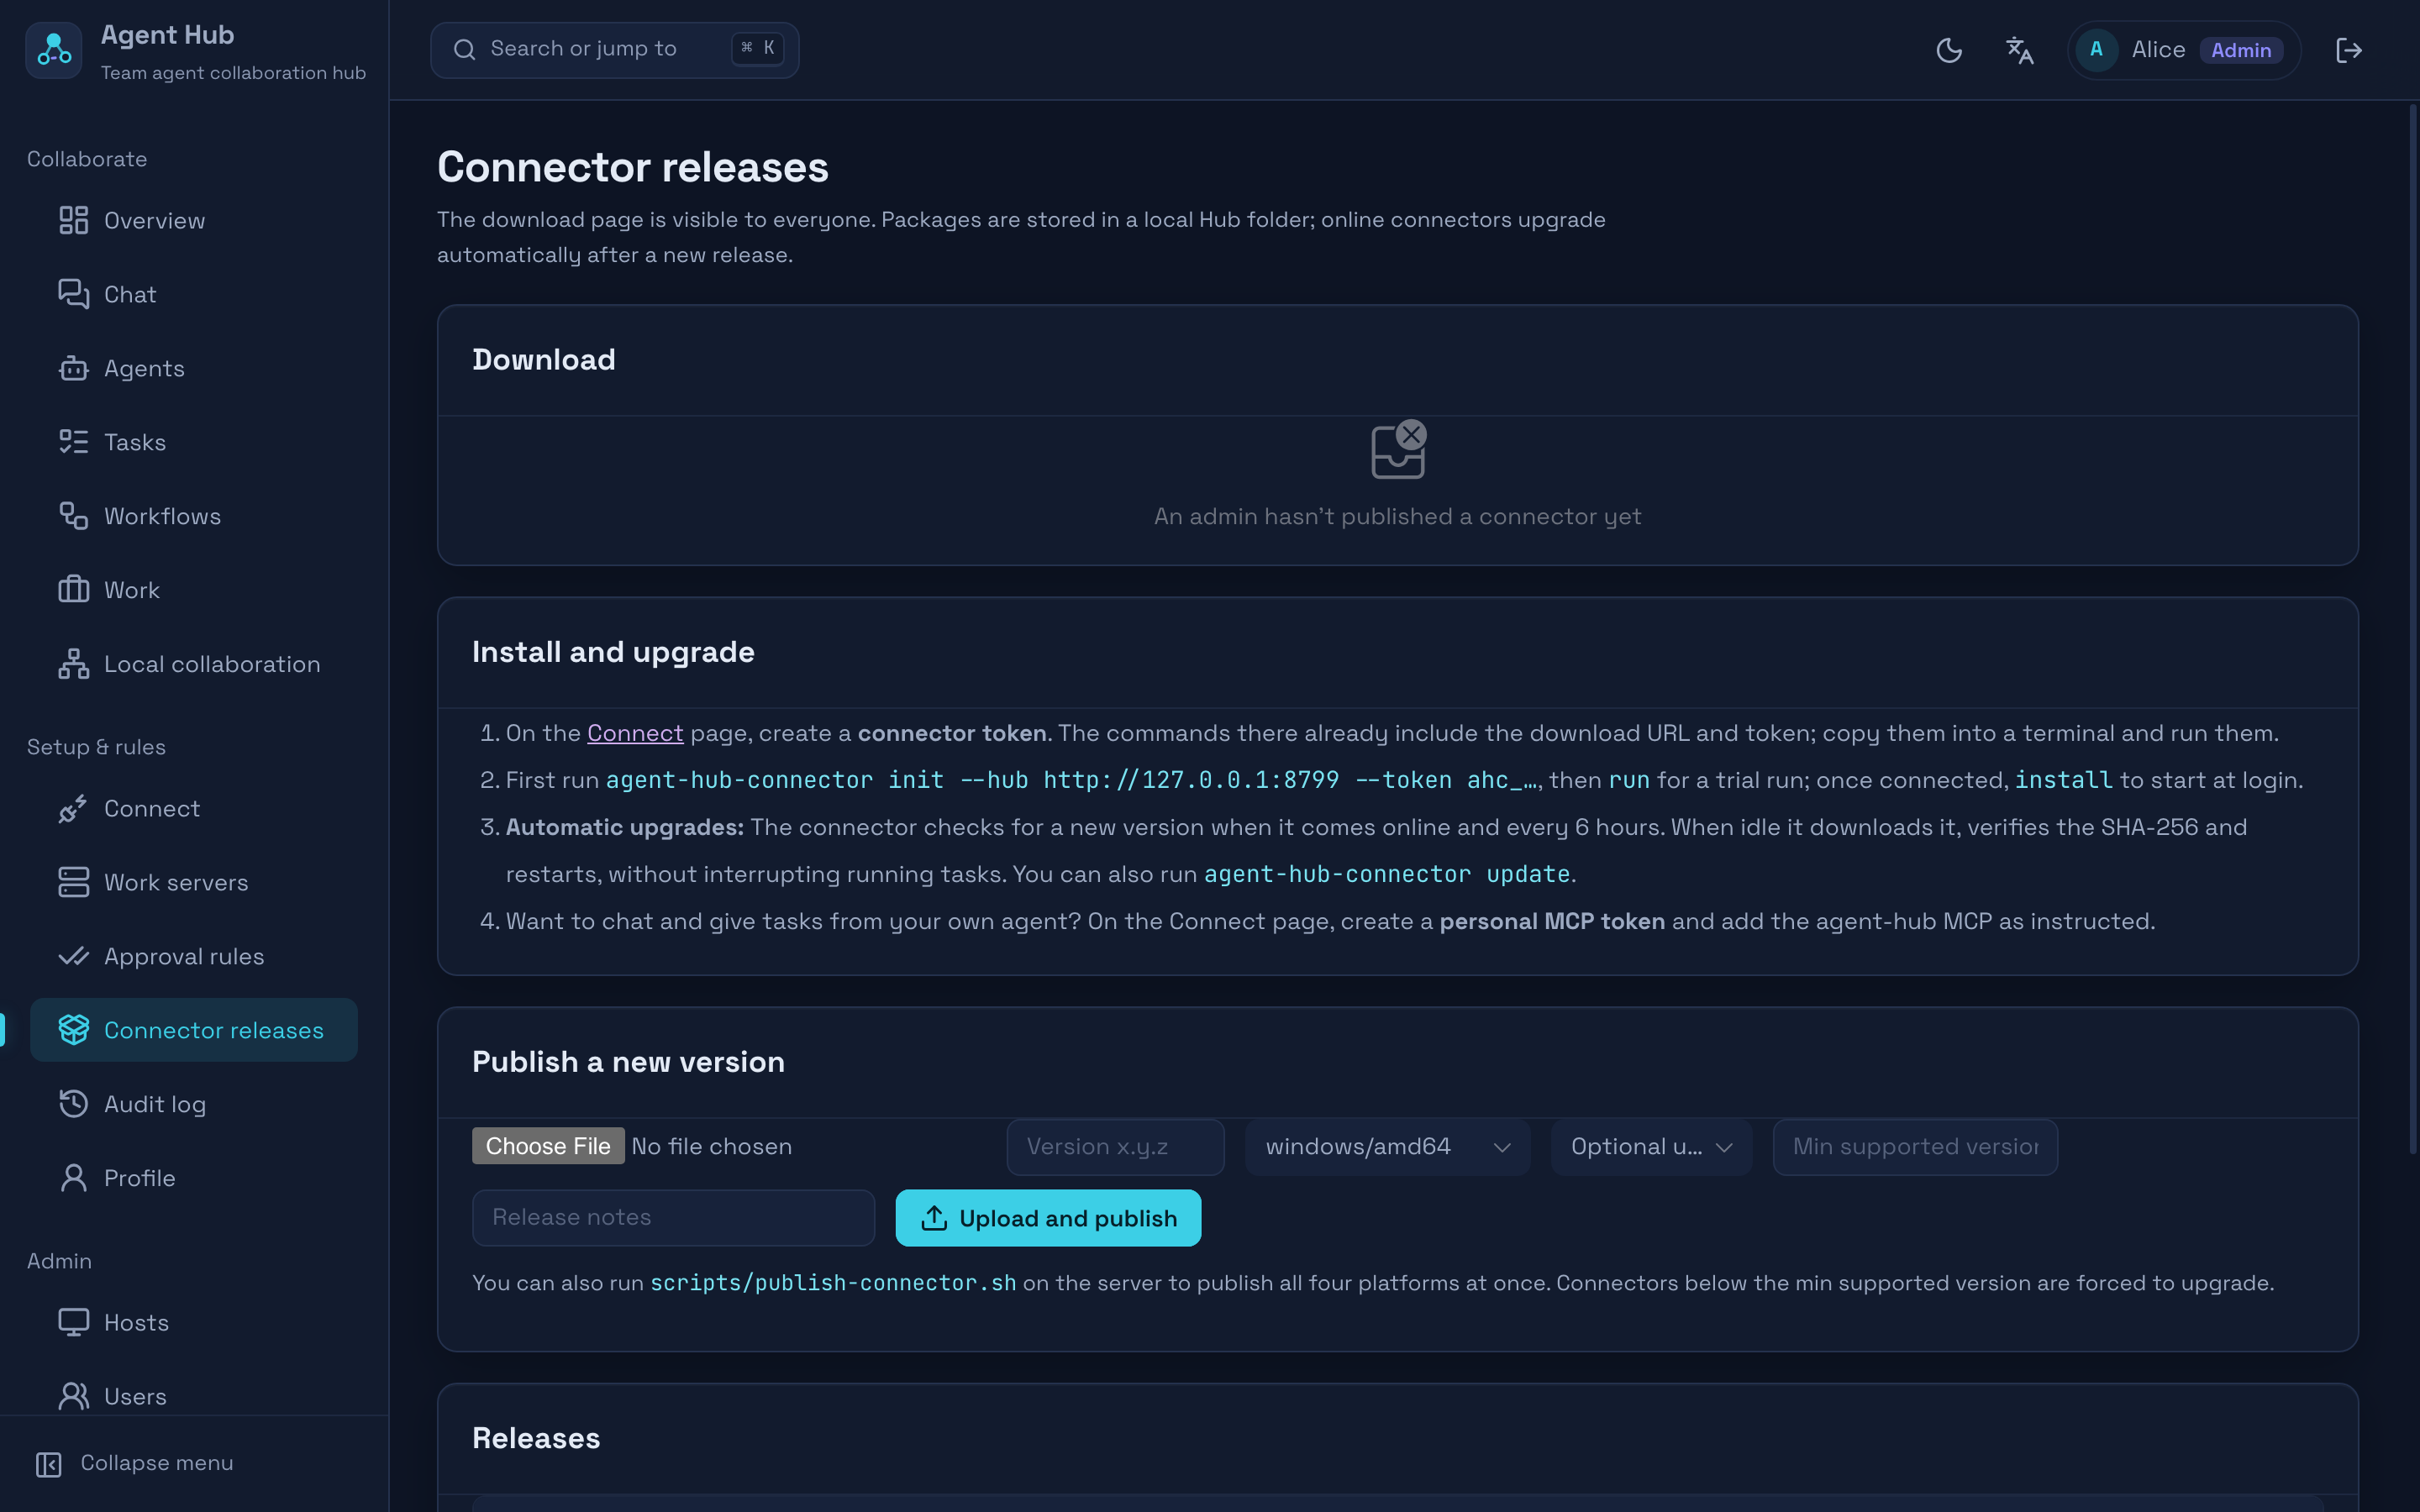 Agent Hub
Team agent collaboration hub
Search or jump to
⌘ K
A
Alice
Admin
Collaborate
Overview
Chat
Agents
Tasks
Workflows
Work
Local collaboration
Setup & rules
Connect
Work servers
Approval rules
Connector releases
Audit log
Profile
Admin
Hosts
Users
Collapse menu
Connector releases
The download page is visible to everyone. Packages are stored in a local Hub folder; online connectors upgrade
automatically after a new release.
Download
An admin hasn't published a connector yet
Install and upgrade
1. On the Connect page, create a connector token. The commands there already include the download URL and token; copy them into a terminal and run them.
2. First run agent-hub-connector init --hub http://127.0.0.1:8799 --token ahc_…, then run for a trial run; once connected, install to start at login.
3. Automatic upgrades: The connector checks for a new version when it comes online and every 6 hours. When idle it downloads it, verifies the SHA-256 and
restarts, without interrupting running tasks. You can also run agent-hub-connector update.
4. Want to chat and give tasks from your own agent? On the Connect page, create a personal MCP token and add the agent-hub MCP as instructed.
Publish a new version
Choose File No file chosen
Version x.y.z
windows/amd64
Optional u...
Min supported version
Release notes
Upload and publish
You can also run scripts/publish-connector.sh on the server to publish all four platforms at once. Connectors below the min supported version are forced to upgrade.
Releases